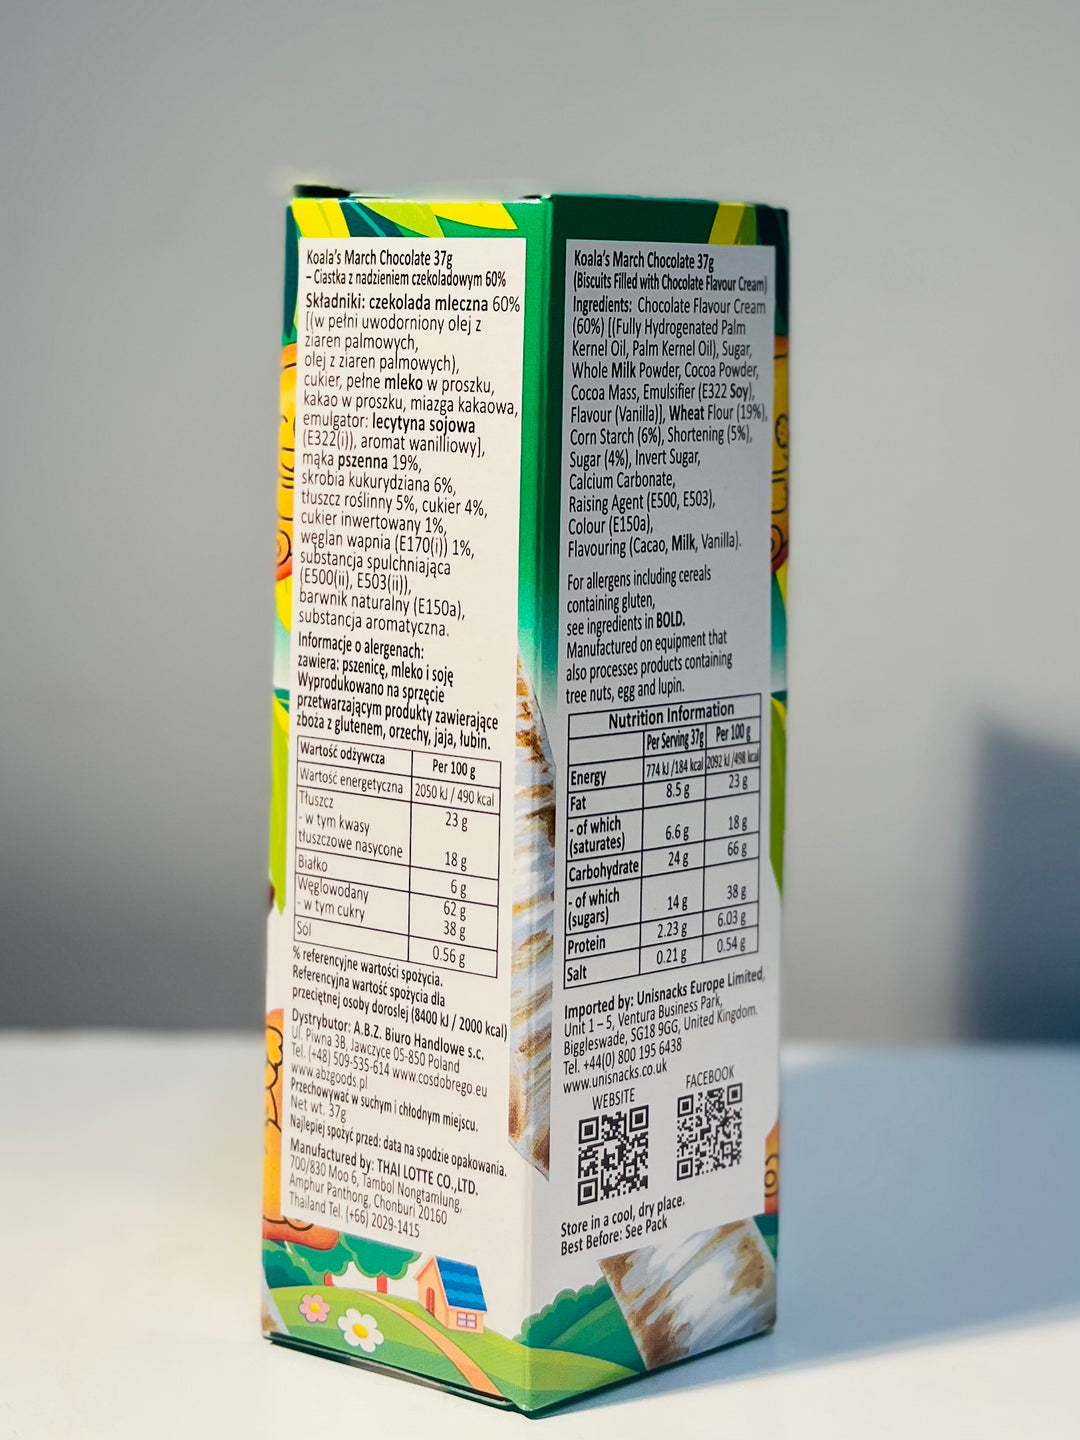 Koala's March Chocolate 37g
– Ciastka z nadzieniem czekoladowym 60%
Składniki: czekolada mleczna 60%
[(w pełni uwodorniony olej z
ziaren palmowych,
olej z ziaren palmowych),
cukier, pełne mleko w proszku,
kakao w proszku, miazga kakaowa,
emulgator: lecytyna sojowa
(E322(i)), aromat wanilliowy],
mąka pszenna 19%,
skrobia kukurydziana 6%,
tłuszcz roślinny 5%, cukier 4%,
cukier inwertowany 1%,
węglan wapnia (E170(i)) 1%,
substancja spulchniająca
(E500(ii), E503(ii)),
barwnik naturalny (E150a),
substancja aromatyczna.
Informacje o alergenach:
zawiera: pszenicę, mleko i soję
Wyprodukowano na sprzęcie
przetwarzającym produkty zawierające
zboża z glutenem, orzechy, jaja, łubin.
Wartość odżywcza Per 100 g
Wartość energetyczna 2050 kJ / 490 kcal
Tłuszcz 23 g
- w tym kwasy
tłuszczowe nasycone 18 g
Białko 6 g
Węglowodany 62 g
- w tym cukry 38 g
Sól 0.56 g
% referencyjne wartości spożycia.
Referencyjna wartość spożycia dla
przeciętnej osoby doroslej (8400 kJ / 2000 kcal)
Dystrybutor: A.B.Z. Biuro Handlowe s.c.
Ul. Piwna 3B, Jawczyce 05-850 Poland
Tel. (+48) 509-535-614 www.cosdobrego.eu
www.abzgoods.pl
Przechowywać w suchym i chłodnym miejscu.
Net wt. 37g
Najlepiej spożyć przed: data na spodzie opakowania.
Manufactured by: THAI LOTTE CO.,LTD.
700/830 Moo 6, Tambol Nongtamlung,
Amphur Panthong, Chonburi 20160
Thailand Tel. (+66) 2029-1415
Koala's March Chocolate 37g
(Biscuits Filled with Chocolate Flavour Cream)
Ingredients: Chocolate Flavour Cream
(60%) [(Fully Hydrogenated Palm
Kernel Oil, Palm Kernel Oil), Sugar,
Whole Milk Powder, Cocoa Powder,
Cocoa Mass, Emulsifier (E322 Soy),
Flavour (Vanilla)], Wheat Flour (19%),
Corn Starch (6%), Shortening (5%),
Sugar (4%), Invert Sugar,
Calcium Carbonate,
Raising Agent (E500, E503),
Colour (E150a),
Flavouring (Cacao, Milk, Vanilla).
For allergens including cereals
containing gluten,
see ingredients in BOLD.
Manufactured on equipment that
also processes products containing
tree nuts, egg and lupin.
Nutrition Information
Per Serving 37g Per 100 g
Energy 774 kJ /184 kcal 2092 kJ /498 kcal
Fat 8.5 g 23 g
- of which
(saturates) 6.6 g 18 g
Carbohydrate 24 g 66 g
- of which
(sugars) 14 g 38 g
Protein 2.23 g 6.03 g
Salt 0.21 g 0.54 g
Imported by: Unisnacks Europe Limited,
Unit 1 – 5, Ventura Business Park,
Biggleswade, SG18 9GG, United Kingdom.
Tel. +44(0) 800 195 6438
www.unisnacks.co.uk
WEBSITE FACEBOOK
Store in a cool, dry place.
Best Before: See Pack